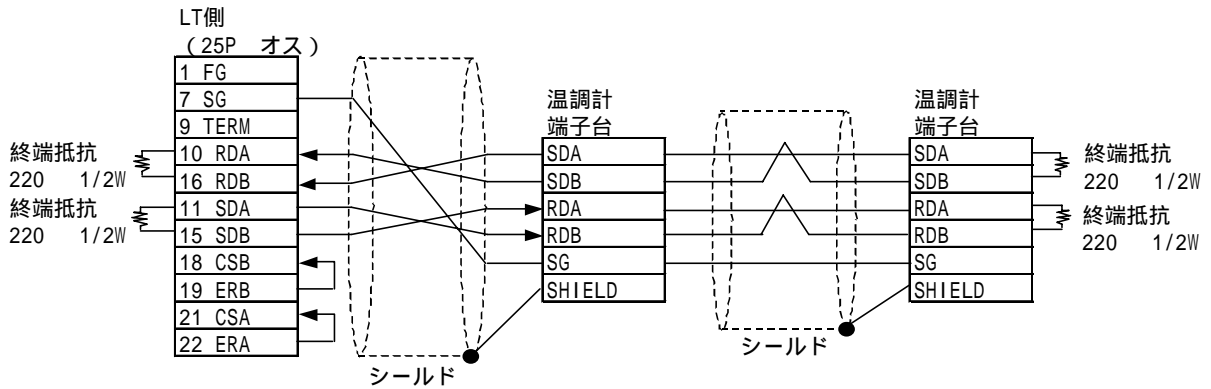 LT側
(25P オス)
1 FG
7 SG
9 TERM
10 RDA
16 RDB
11 SDA
15 SDB
18 CSB
19 ERB
21 CSA
22 ERA
終端抵抗
220 1/2W
終端抵抗
220 1/2W
シールド
温調計
端子台
SDA
SDB
RDA
RDB
SG
SHIELD
シールド
温調計
端子台
SDA
SDB
RDA
RDB
SG
SHIELD
終端抵抗
220 1/2W
終端抵抗
220 1/2W